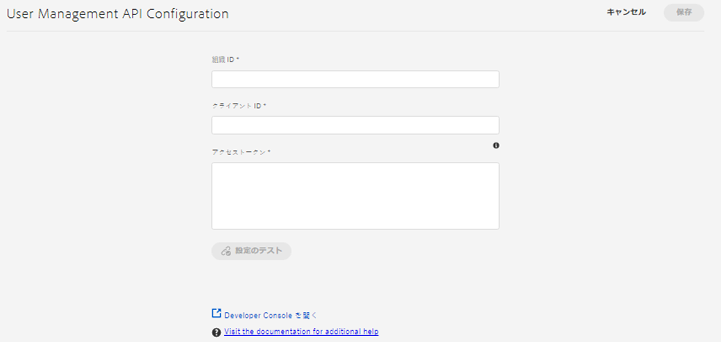 User Management API Configuration
キャンセル
保存
組織 ID *
クライアント ID *
アクセストークン *
設定のテスト
Developer Console を開く
Visit the documentation for additional help